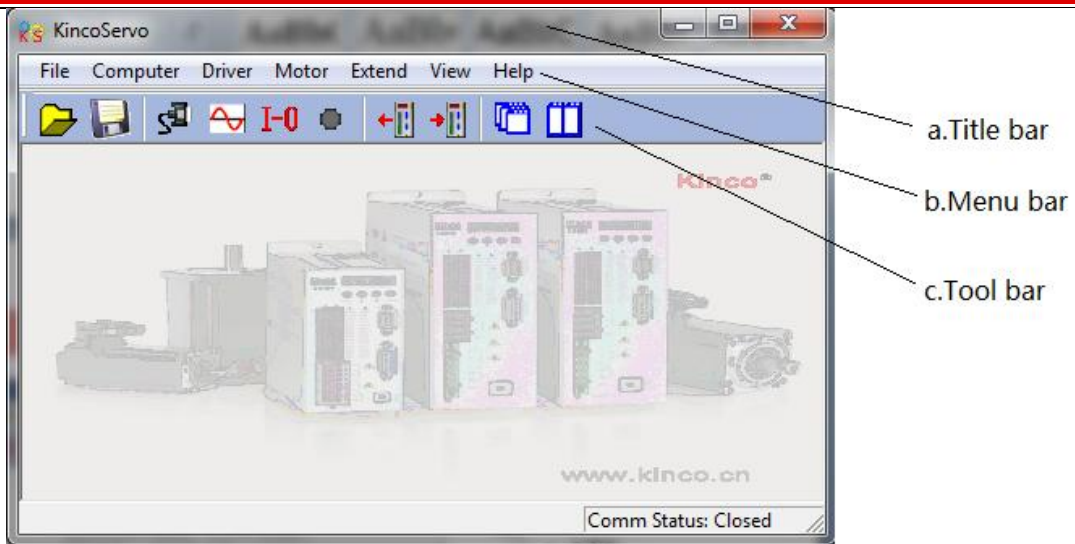 KincoServo
File Computer Driver Motor Extend View Help
I-0
a.Title bar
b.Menu bar
c.Tool bar
Kinco
www.kinco.cn
Comm Status: Closed